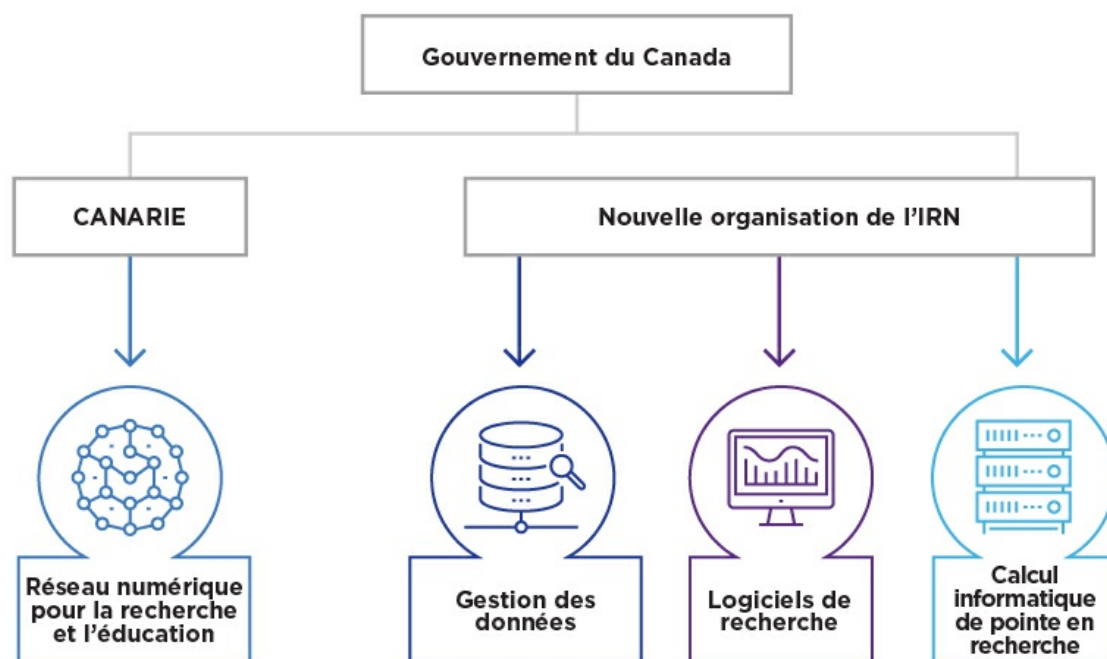 Gouvernement du Canada
CANARIE
Nouvelle organisation de l’IRN
Réseau numérique
pour la recherche
et l’éducation
Gestion des
données
Logiciels de
recherche
Calcul
informatique
de pointe en
recherche